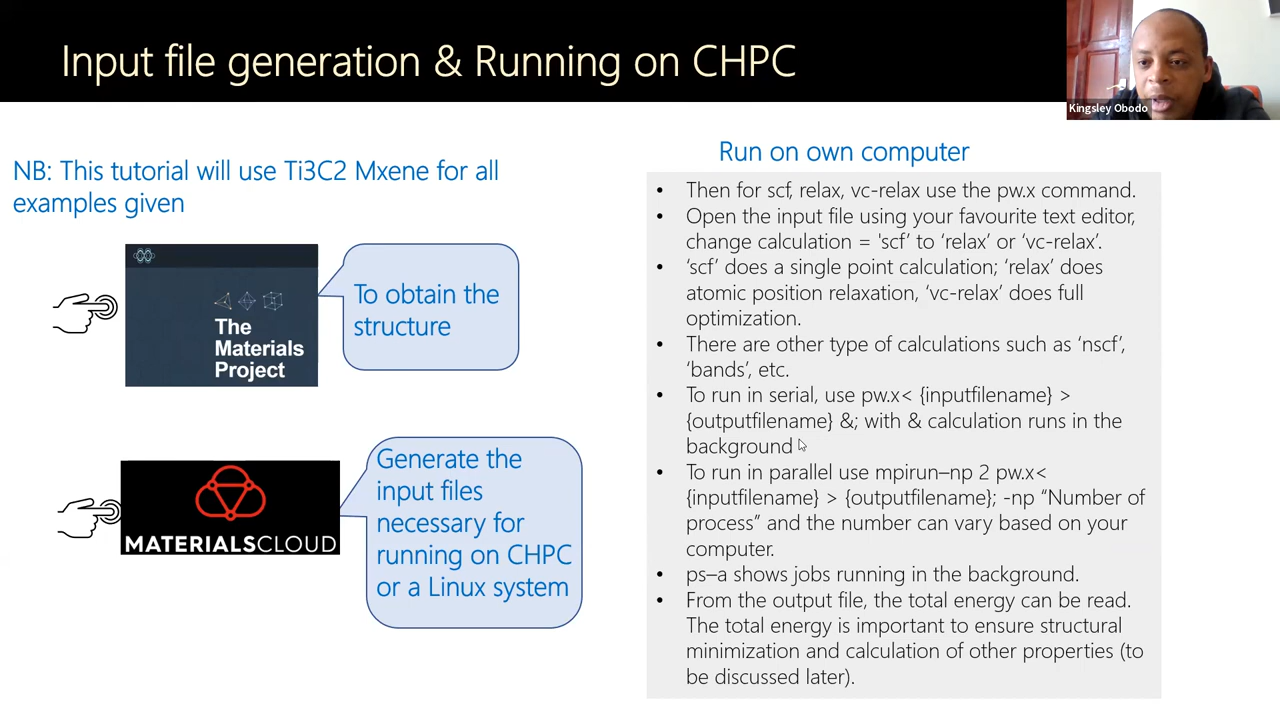 Input file generation & Running on CHPC
Kingsley Obodo
NB: This tutorial will use Ti3C2 Mxene for all
examples given
The
Materials
Project
To obtain the
structure
MATERIALSCLOUD
Generate the
input files
necessary for
running on CHPC
or a Linux system
Run on own computer
• Then for scf, relax, vc-relax use the pw.x command.
• Open the input file using your favourite text editor,
change calculation = 'scf’ to ‘relax’ or ‘vc-relax’.
• ‘scf’ does a single point calculation; ‘relax’ does
atomic position relaxation, ‘vc-relax’ does full
optimization.
• There are other type of calculations such as ‘nscf’,
‘bands’, etc.
• To run in serial, use pw.x< {inputfilename} >
{outputfilename} &; with & calculation runs in the
background
• To run in parallel use mpirun–np 2 pw.x<
{inputfilename} > {outputfilename}; -np “Number of
process” and the number can vary based on your
computer.
• ps–a shows jobs running in the background.
• From the output file, the total energy can be read.
The total energy is important to ensure structural
minimization and calculation of other properties (to
be discussed later).